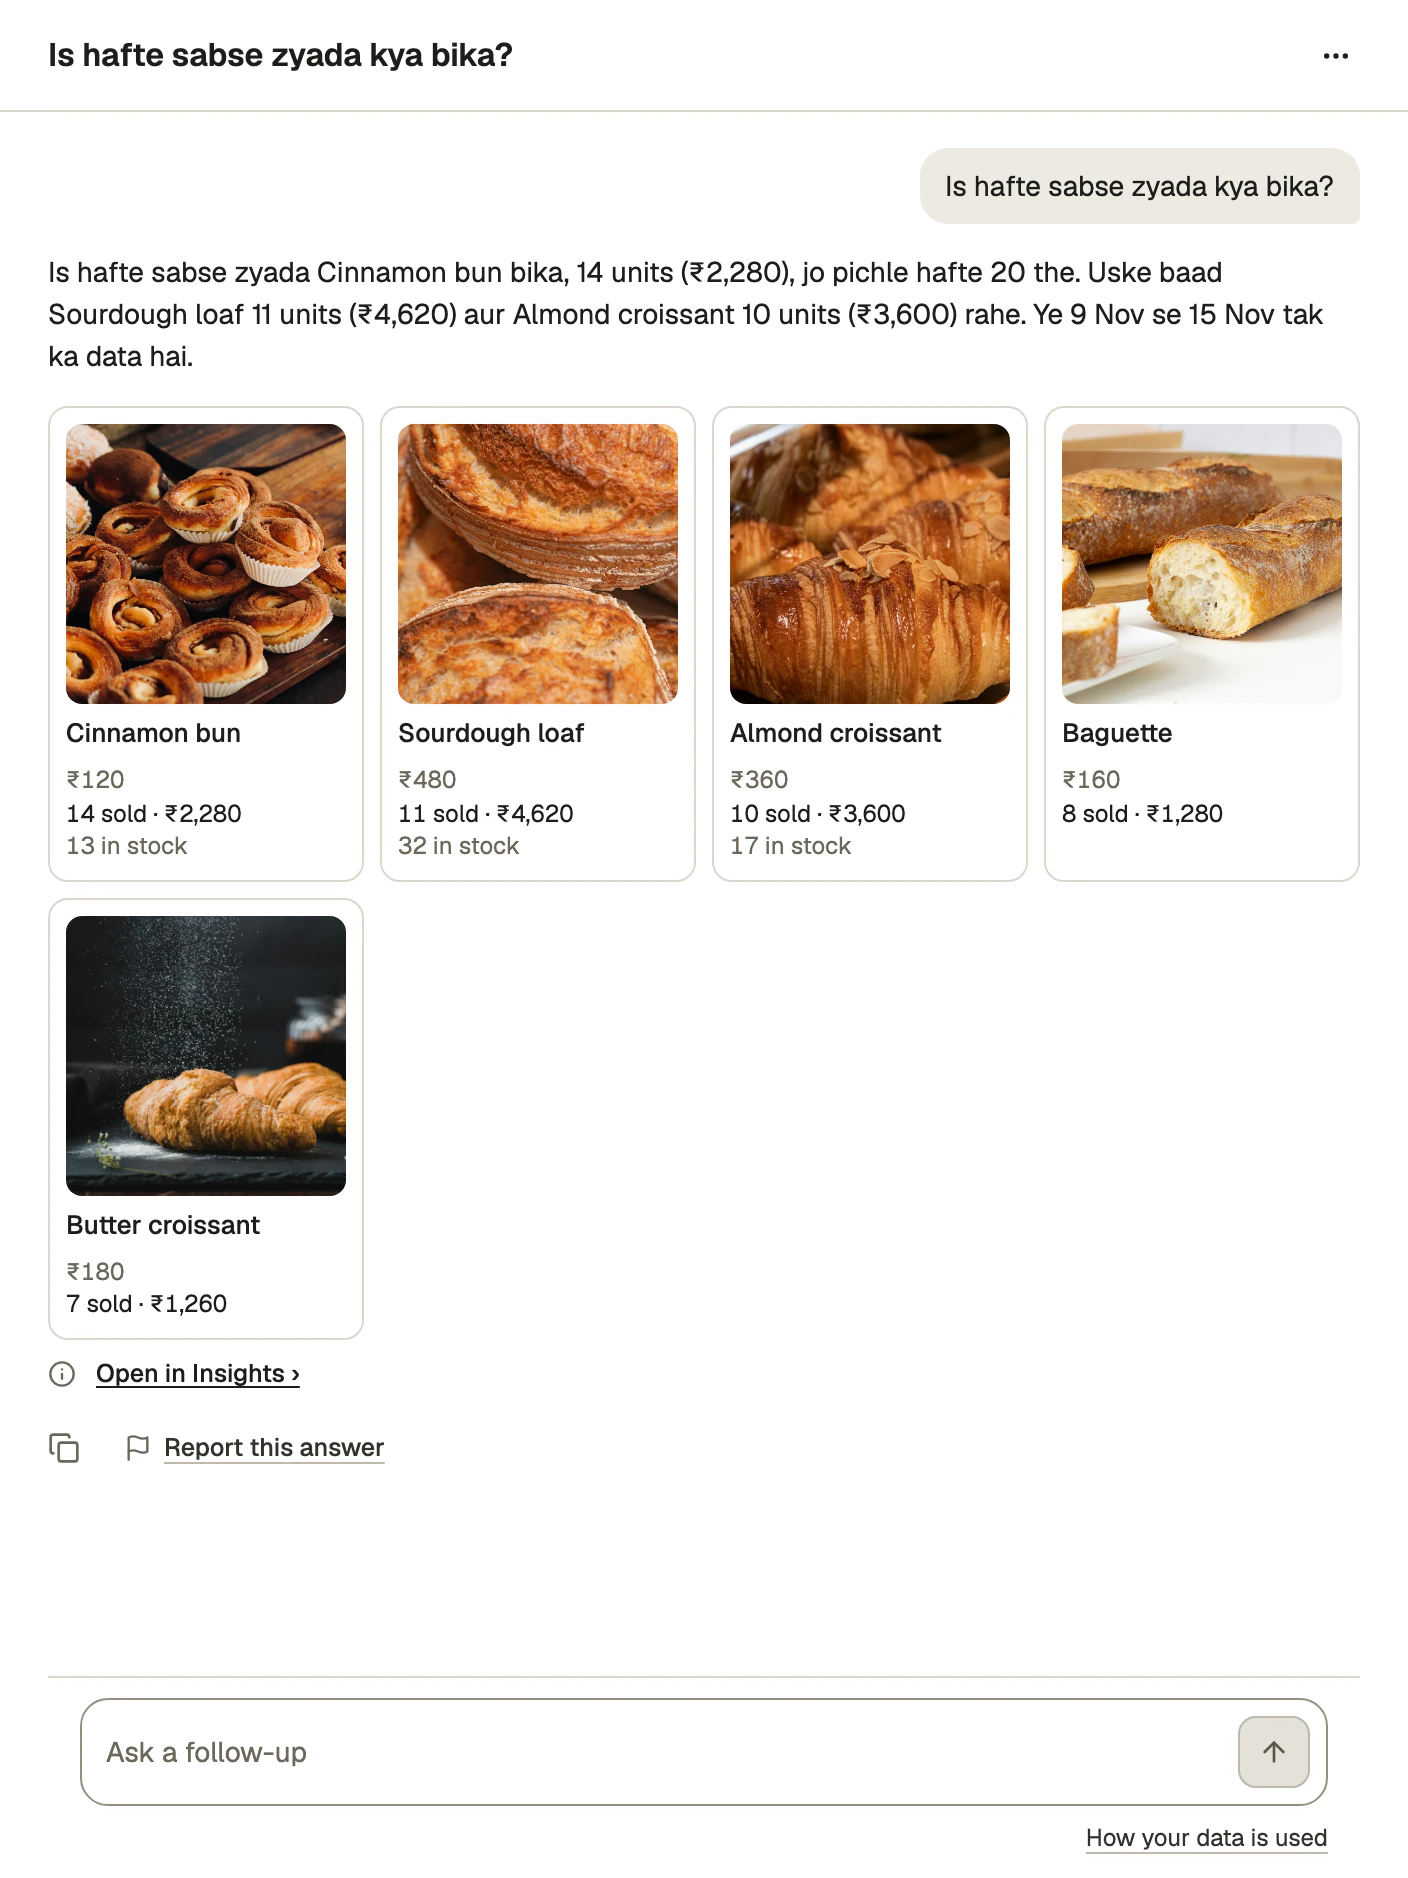 Is hafte sabse zyada kya bika?
Is hafte sabse zyada kya bika?
Is hafte sabse zyada Cinnamon bun bika, 14 units (₹2,280), jo pichle hafte 20 the. Uske baad
Sourdough loaf 11 units (₹4,620) aur Almond croissant 10 units (₹3,600) rahe. Ye 9 Nov se 15 Nov tak
ka data hai.
Cinnamon bun
₹120
14 sold · ₹2,280
13 in stock
Sourdough loaf
₹480
11 sold · ₹4,620
32 in stock
Almond croissant
₹360
10 sold · ₹3,600
17 in stock
Baguette
₹160
8 sold · ₹1,280
Butter croissant
₹180
7 sold · ₹1,260
Open in Insights ›
Report this answer
Ask a follow-up
How your data is used